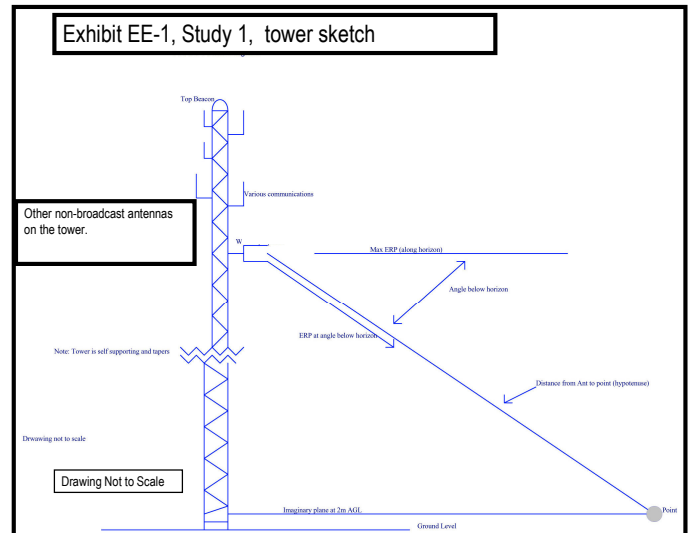 Exhibit EE-1, Study 1, tower sketch
Top Beacon
Various communications
Other non-broadcast antennas
on the tower.
W
Max ERP (along horizon)
Angle below horizon
ERP at angle below horizon
Note: Tower is self supporting and tapers
Distance from Ant to point (hypotenuse)
Drwawing not to scale
Drawing Not to Scale
Imaginary plane at 2m AGL
Point
Ground Level